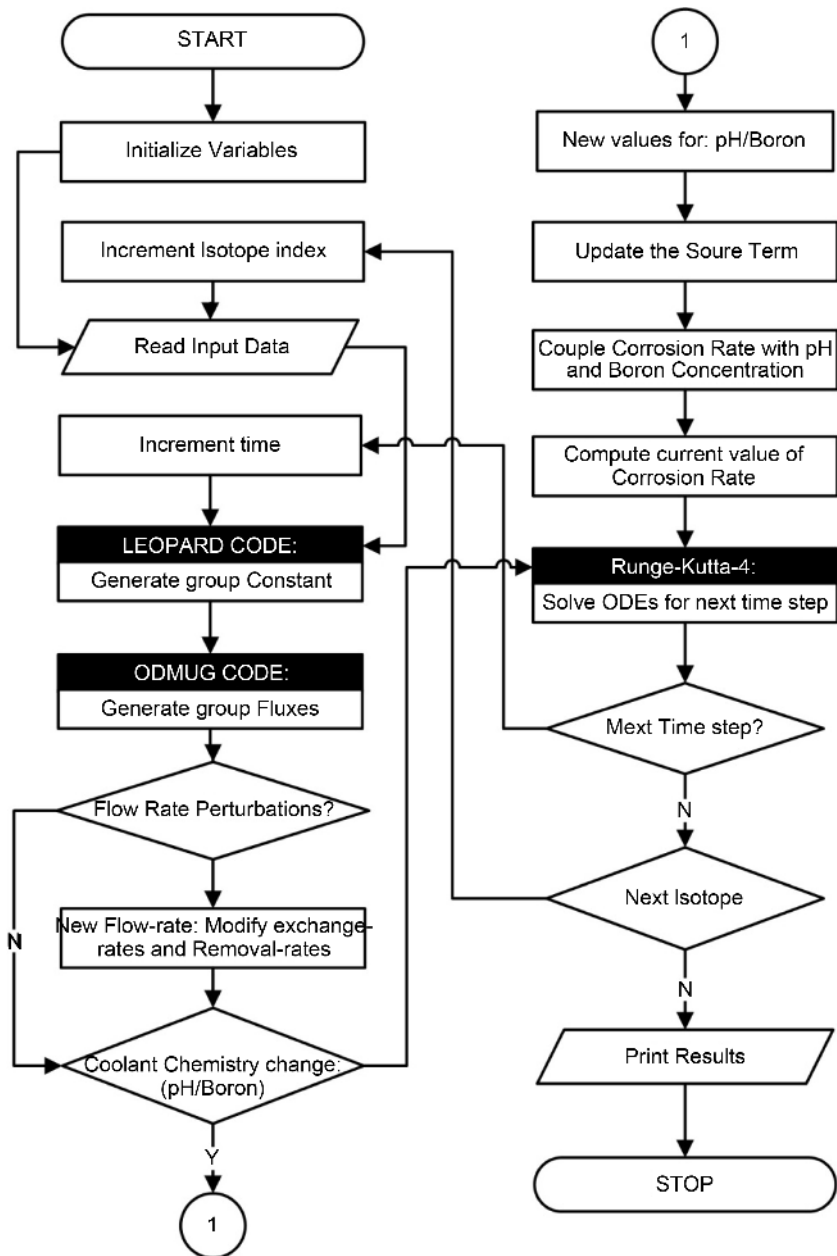 START
Initialize Variables
Increment Isotope index
Read Input Data
Increment time
LEOPARD CODE:
Generate group Constant
ODMUG CODE:
Generate group Fluxes
Flow Rate Perturbations?
N
New Flow-rate: Modify exchange-
rates and Removal-rates
Coolant Chemistry change:
(pH/Boron)
Y
1
1
New values for: pH/Boron
Update the Soure Term
Couple Corrosion Rate with pH
and Boron Concentration
Compute current value of
Corrosion Rate
Runge-Kutta-4:
Solve ODEs for next time step
Mext Time step?
N
Next Isotope
N
Print Results
STOP